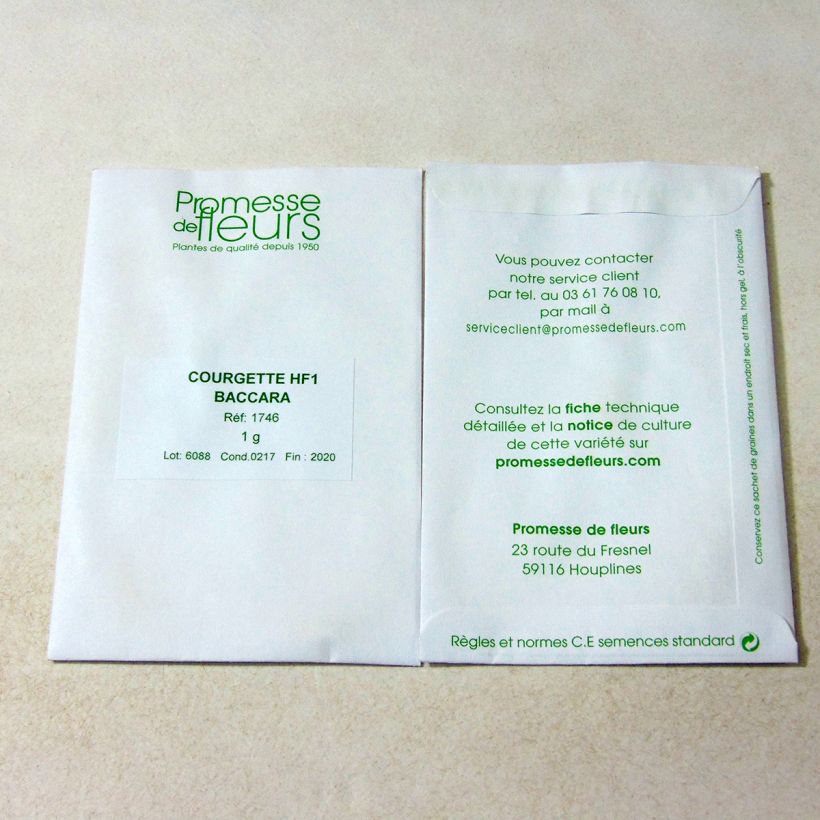 Promesse
de fleurs
Plantes de qualité depuis 1950
COURGETTE HF1
BACCARA
Réf: 1746
1 g
Lot: 6088 Cond.0217 Fin : 2020
Vous pouvez contacter
notre service client
par tel. au 03 61 76 08 10,
par mail à
serviceclient@promessedefleurs.com
Consultez la fiche technique
détaillée et la notice de culture
de cette variété sur
promessedefleurs.com
Promesse de fleurs
23 route du Fresnel
59116 Houplines
Règles et normes C.E semences standard
Conservez ce sachet de graines dans un endroit sec et frais, hors gel, à l'obscurité